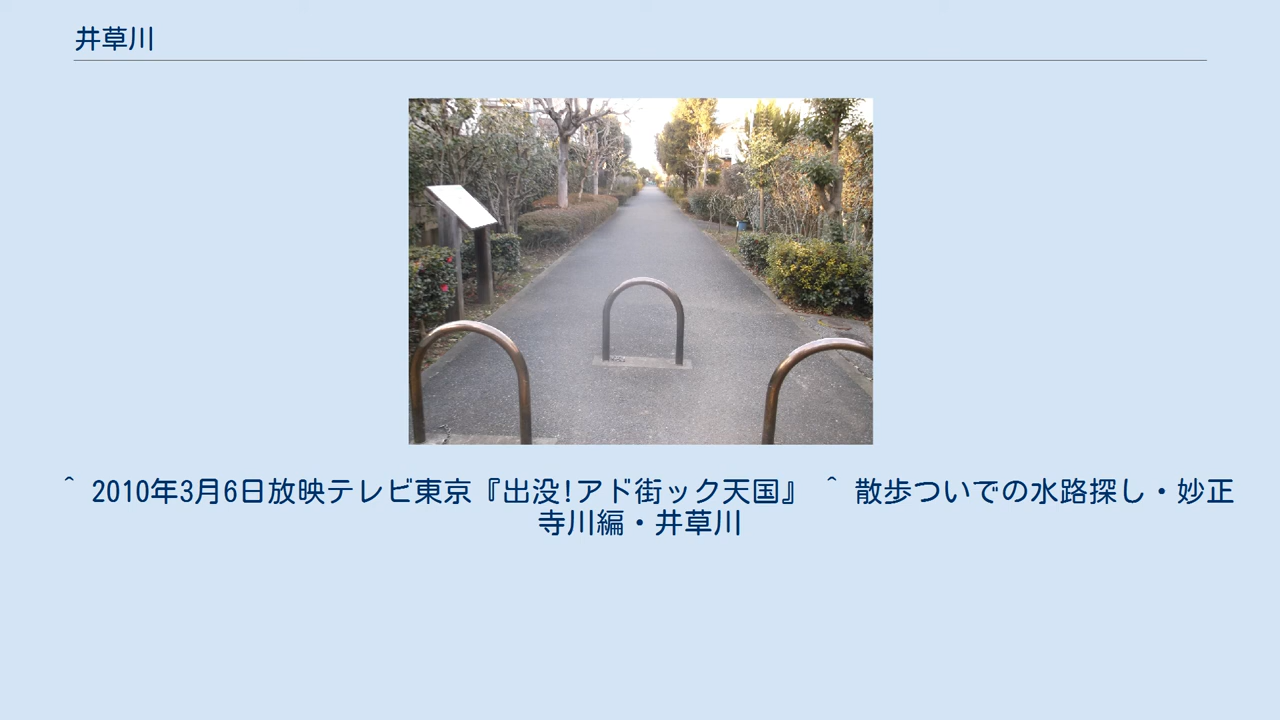 井草川
^ 2010年3月6日放映テレビ東京『出没!アド街ック天国』 ^ 散歩ついでの水路探し・妙正
寺川編・井草川